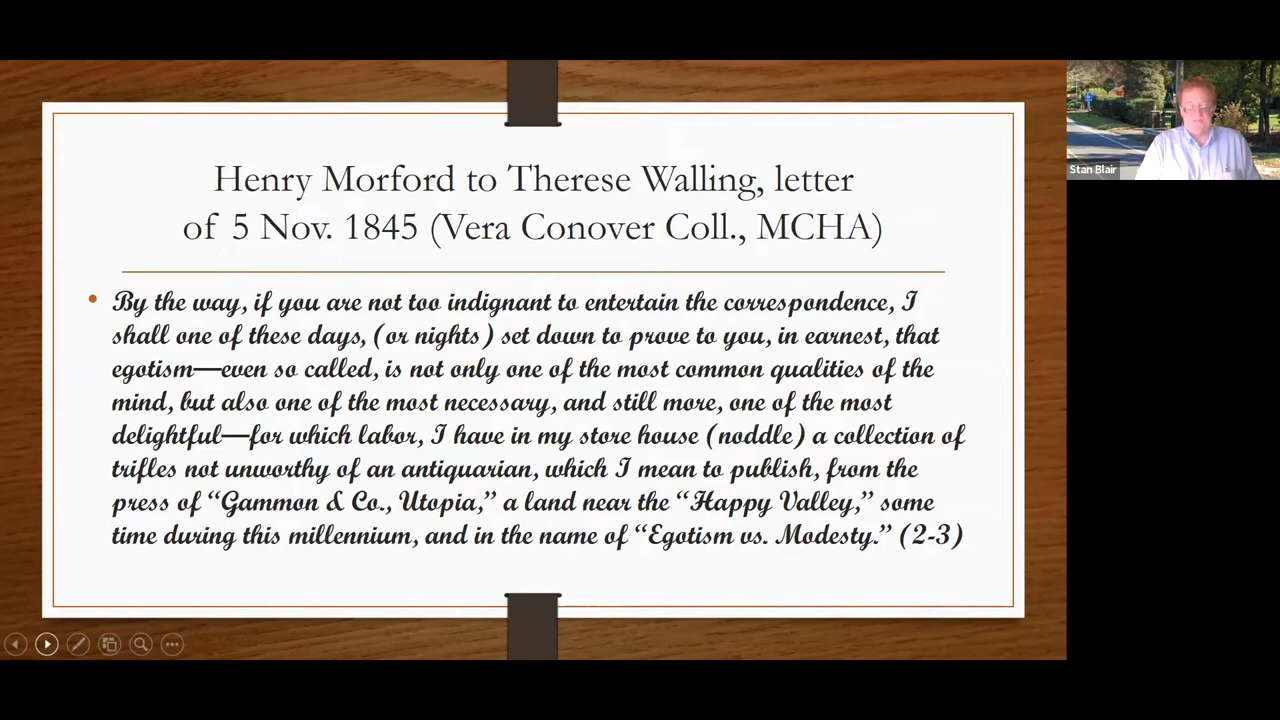 Henry Morford to Therese Walling, letter
of 5 Nov. 1845 (Vera Conover Coll., MCHA)
• By the way, if you are not too indignant to entertain the correspondence, I
shall one of these days, (or nights) set down to prove to you, in earnest, that
egotism—even so called, is not only one of the most common qualities of the
mind, but also one of the most necessary, and still more, one of the most
delightful—for which labor, I have in my store house (noddle) a collection of
trifles not unworthy of an antiquarian, which I mean to publish, from the
press of “Gammon & Co., Utopia,” a land near the “Happy Valley,” some
time during this millennium, and in the name of “Egotism vs. Modesty.” (2-3)
Stan Blair